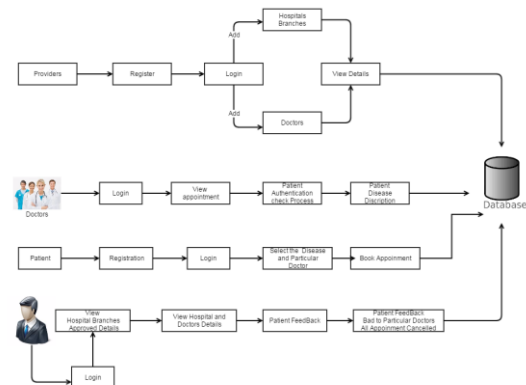 Hospitals
Branches
Add
Providers
Register
Login
View Details
Add
Doctors
Doctors
Login
View
appointment
Patient
Authentication
check Process
Patient
Disease
Discription
Database
Patient
Registration
Login
Select the Disease
and Particular
Doctor
Book Appoinment
View
Hospital Branches
Approved Details
View Hospital and
Doctors Details
Patient FeedBack
Patient FeedBack
Bad to Particular Doctors
All Appoinment Cancelled
Login